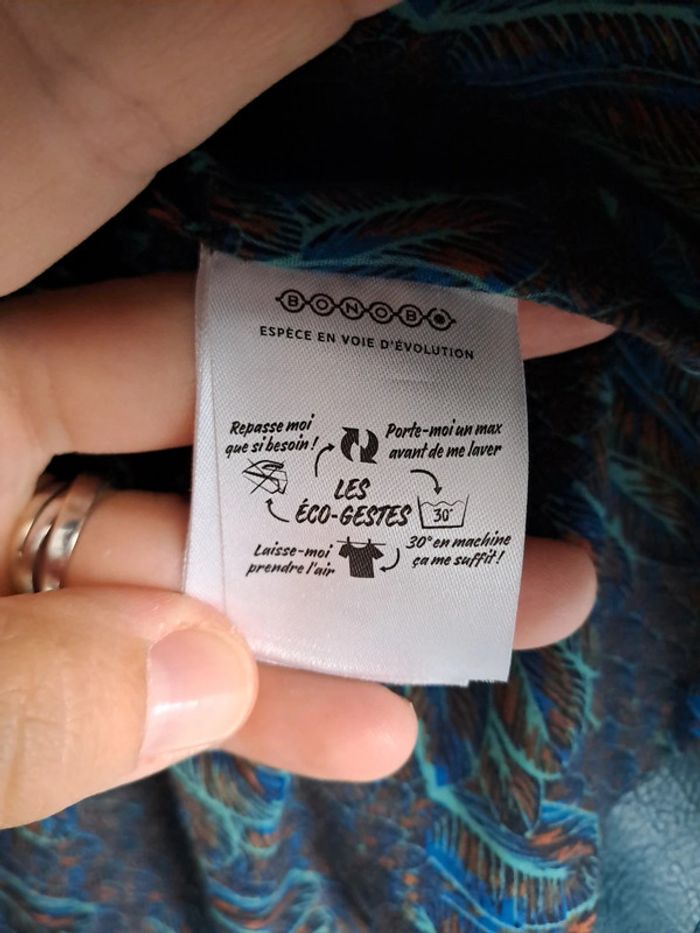 BONOBO
ESPÈCE EN VOIE D'ÉVOLUTION
Repasse moi
que si besoin !
Porte-moi un max
avant de me laver
LES
ÉCO-GESTES
30°
30° en machine
ça me suffit !
Laisse-moi
prendre l'air